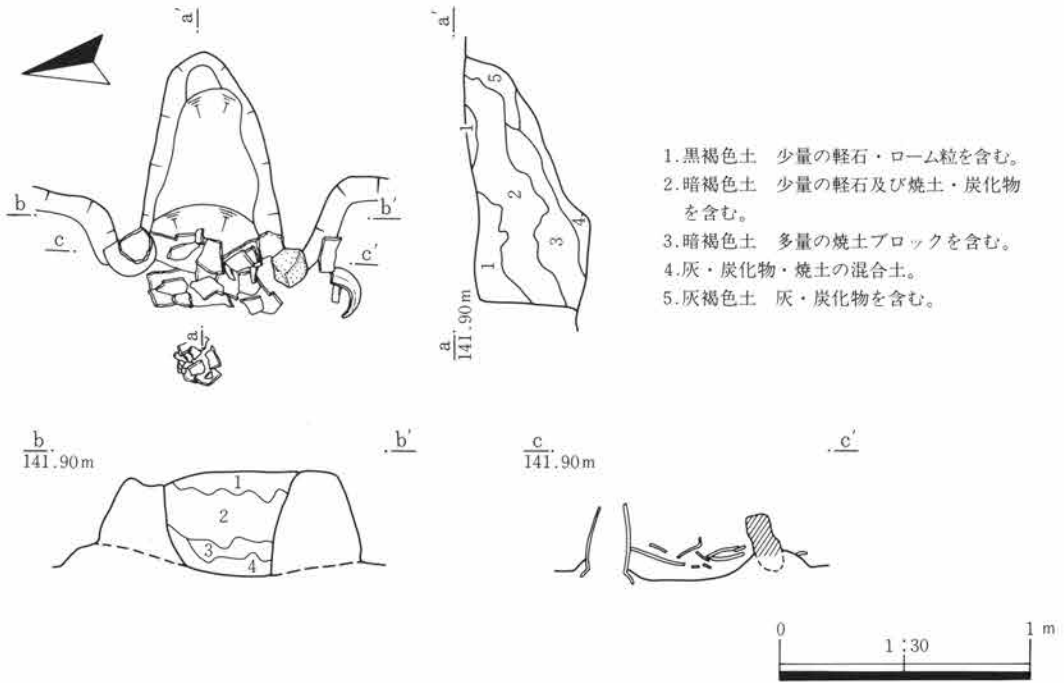 a'
b
b'
c
c'
a
a'
5
1
2
3
4
1
a
141.90m
1.黒褐色土 少量の軽石・ローム粒を含む。
2.暗褐色土 少量の軽石及び焼土・炭化物
を含む。
3.暗褐色土 多量の焼土ブロックを含む。
4.灰・炭化物・焼土の混合土。
5.灰褐色土 灰・炭化物を含む。
b
b'
141.90m
1
2
3
4
c
c'
141.90m
0 1 m
1:30